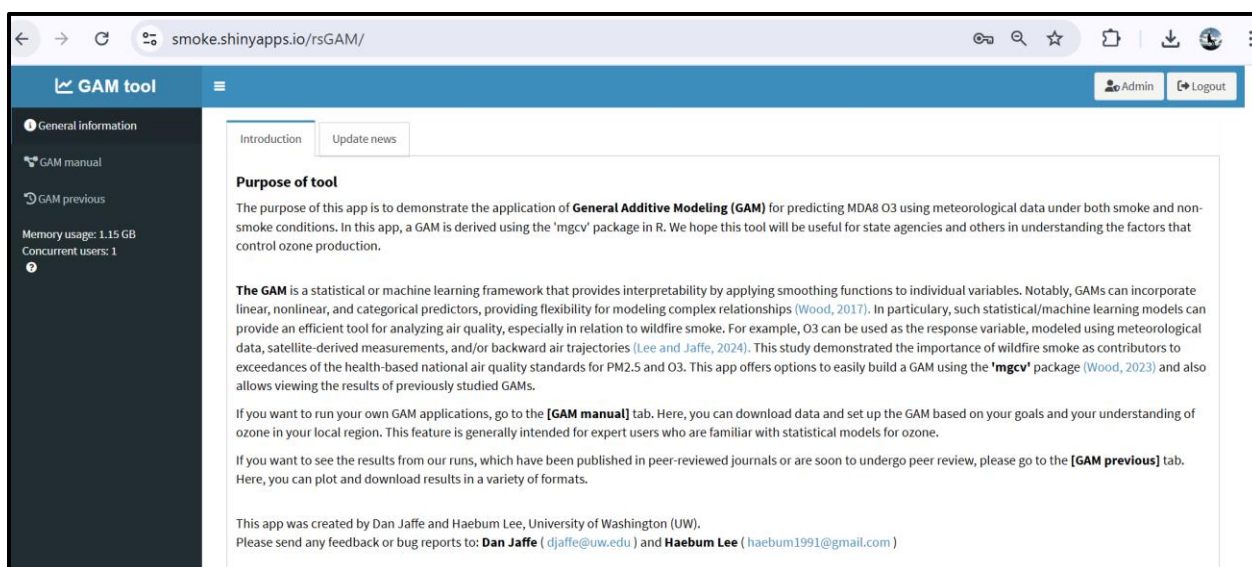 smoke.shinyapps.io/rsGAM/
GAM tool
Admin
Logout
General information
GAM manual
GAM previous
Memory usage: 1.15 GB
Concurrent users: 1
Introduction
Update news
Purpose of tool
The purpose of this app is to demonstrate the application of General Additive Modeling (GAM) for predicting MDA8 O3 using meteorological data under both smoke and non-
smoke conditions. In this app, a GAM is derived using the 'mgcv' package in R. We hope this tool will be useful for state agencies and others in understanding the factors that
control ozone production.
The GAM is a statistical or machine learning framework that provides interpretability by applying smoothing functions to individual variables. Notably, GAMs can incorporate
linear, nonlinear, and categorical predictors, providing flexibility for modeling complex relationships (Wood, 2017). In particulary, such statistical/machine learning models can
provide an efficient tool for analyzing air quality, especially in relation to wildfire smoke. For example, O3 can be used as the response variable, modeled using meteorological
data, satellite-derived measurements, and/or backward air trajectories (Lee and Jaffe, 2024). This study demonstrated the importance of wildfire smoke as contributors to
exceedances of the health-based national air quality standards for PM2.5 and O3. This app offers options to easily build a GAM using the 'mgcv' package (Wood, 2023) and also
allows viewing the results of previously studied GAMs.
If you want to run your own GAM applications, go to the [GAM manual] tab. Here, you can download data and set up the GAM based on your goals and your understanding of
ozone in your local region. This feature is generally intended for expert users who are familiar with statistical models for ozone.
If you want to see the results from our runs, which have been published in peer-reviewed journals or are soon to undergo peer review, please go to the [GAM previous] tab.
Here, you can plot and download results in a variety of formats.
This app was created by Dan Jaffe and Haebum Lee, University of Washington (UW).
Please send any feedback or bug reports to: Dan Jaffe ( djaffe@uw.edu ) and Haebum Lee ( haebum1991@gmail.com )